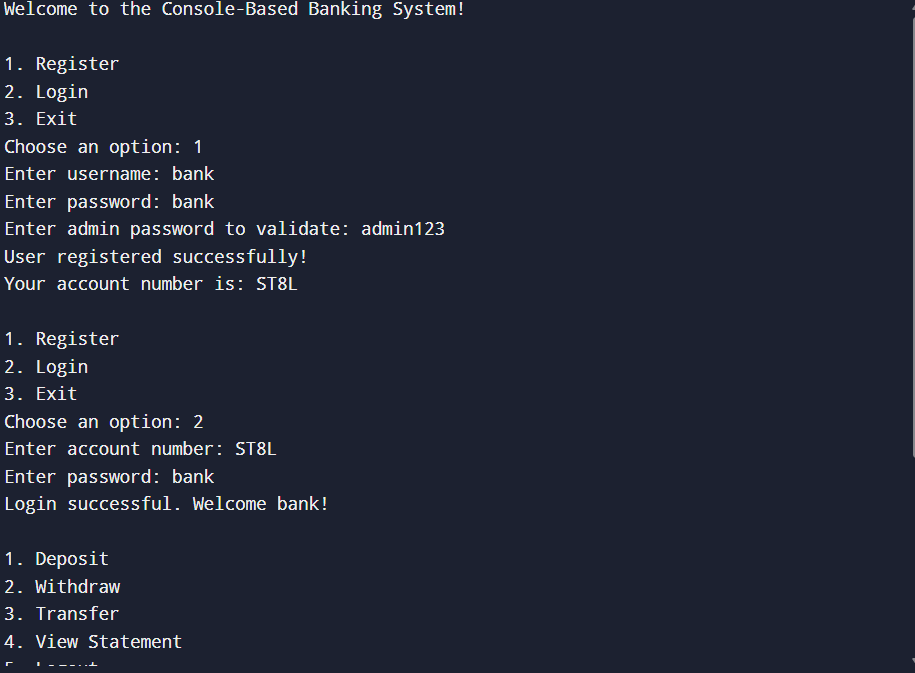 Welcome to the Console-Based Banking System!
1. Register
2. Login
3. Exit
Choose an option: 1
Enter username: bank
Enter password: bank
Enter admin password to validate: admin123
User registered successfully!
Your account number is: ST8L
1. Register
2. Login
3. Exit
Choose an option: 2
Enter account number: ST8L
Enter password: bank
Login successful. Welcome bank!
1. Deposit
2. Withdraw
3. Transfer
4. View Statement